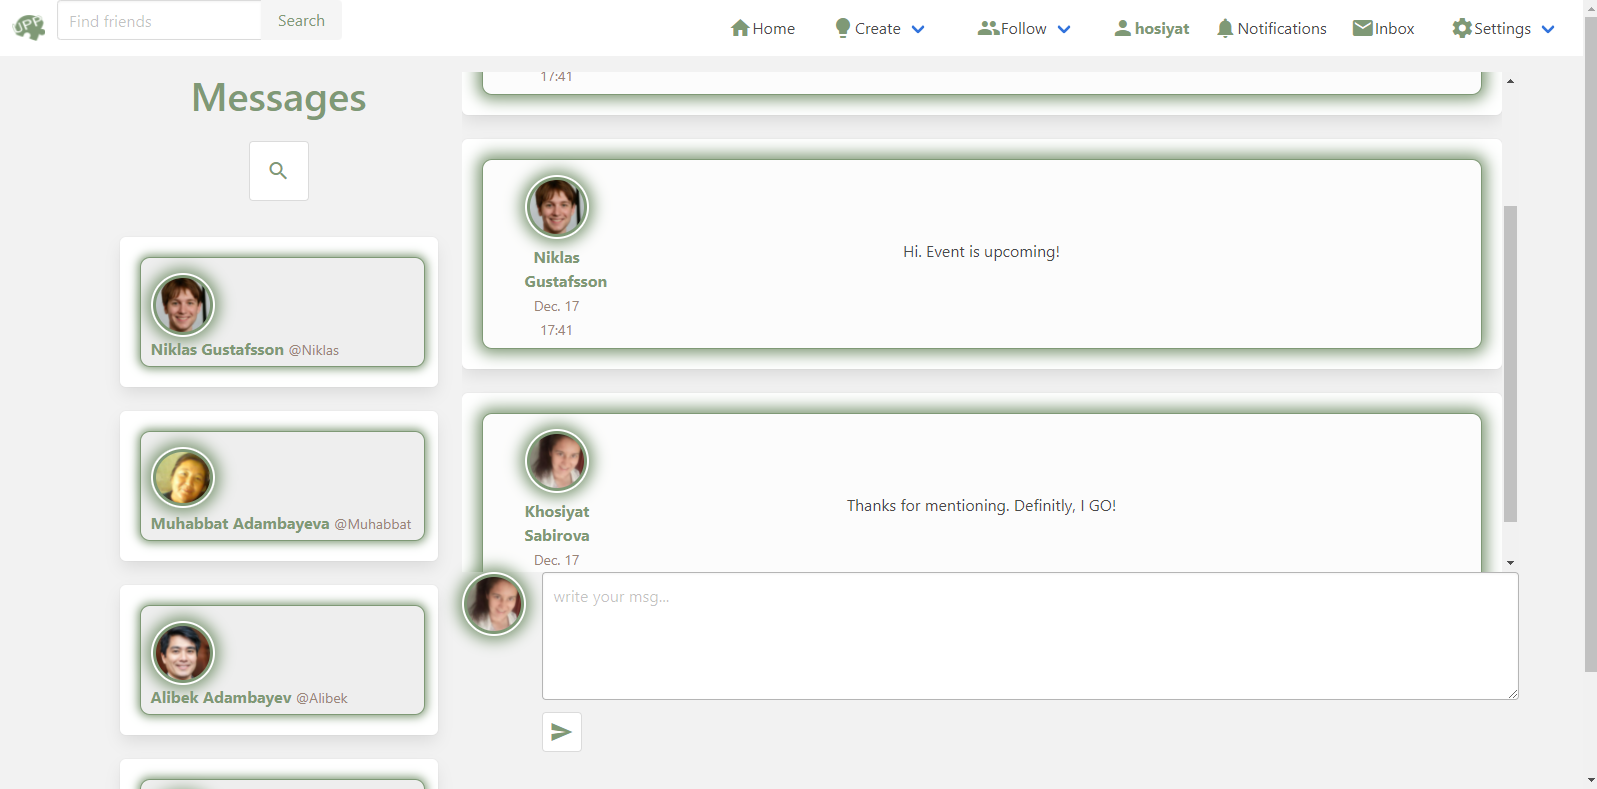 UPP
Find friends
Search
Home
Create
Follow
hosiyat
Notifications
Inbox
Settings
Messages
Niklas Gustafsson @Niklas
Muhabbat Adambayeva @Muhabbat
Alibek Adambayev @Alibek
17:41
Niklas
Gustafsson
Dec. 17
17:41
Hi. Event is upcoming!
Khosiyat
Sabirova
Dec. 17
Thanks for mentioning. Definitly, I GO!
write your msg...